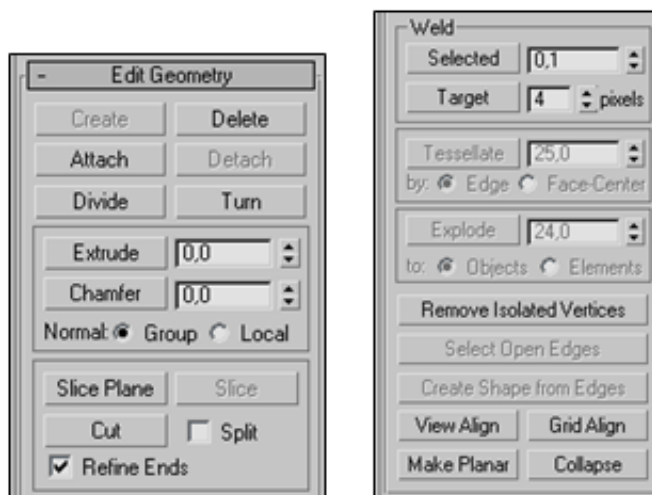 - Edit Geometry
Create Delete
Attach Detach
Divide Turn
Extrude 0,0
Chamfer 0,0
Normal: Group Local
Slice Plane Slice
Cut Split
Refine Ends
Weld
Selected 0,1
Target 4 pixels
Tessellate 25,0
by: Edge Face-Center
Explode 24,0
to: Objects Elements
Remove Isolated Vertices
Select Open Edges
Create Shape from Edges
View Align Grid Align
Make Planar Collapse